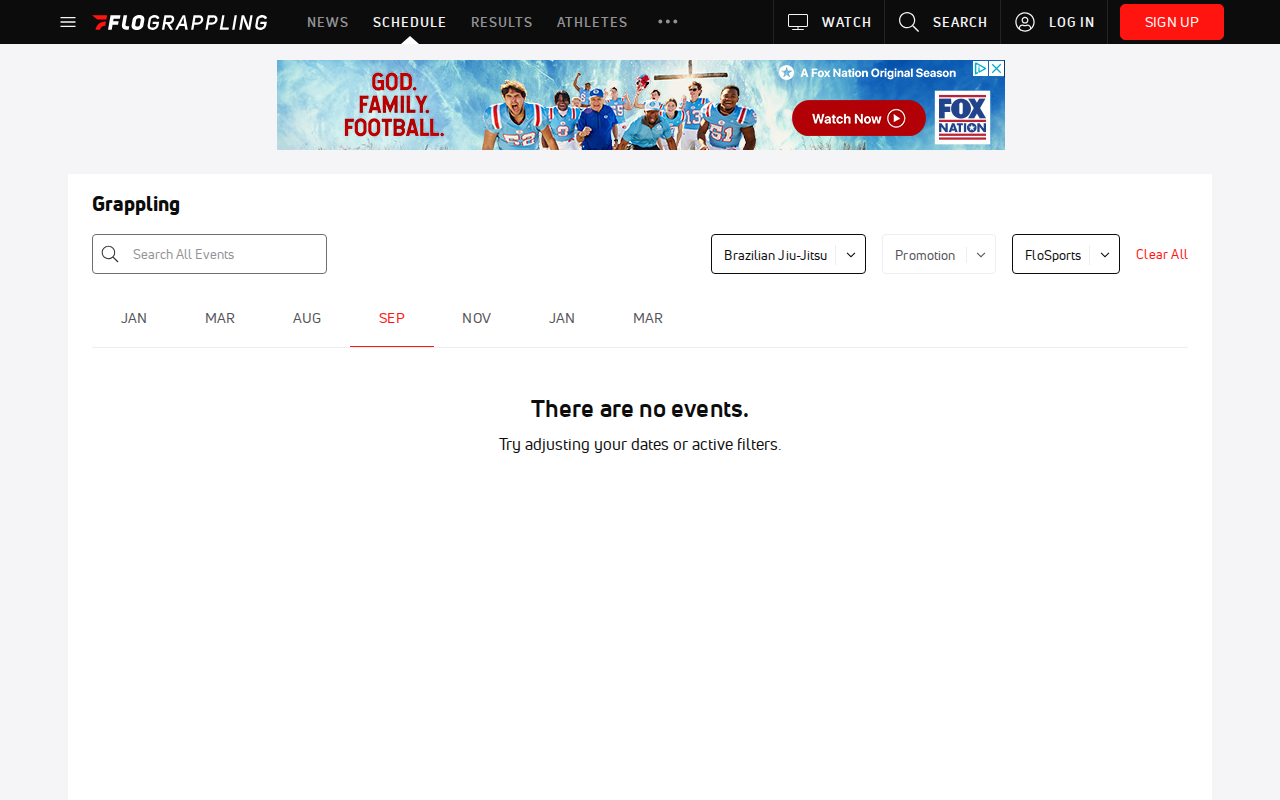 FLOGRAPPLING NEWS SCHEDULE RESULTS ATHLETES WATCH SEARCH LOG IN SIGN UP
GOD.
FAMILY.
FOOTBALL.
A Fox Nation Original Season
Watch Now
FOX
NATION
Grappling
Search All Events
Brazilian Jiu-Jitsu
Promotion
FloSports
Clear All
JAN MAR AUG SEP NOV JAN MAR
There are no events.
Try adjusting your dates or active filters.